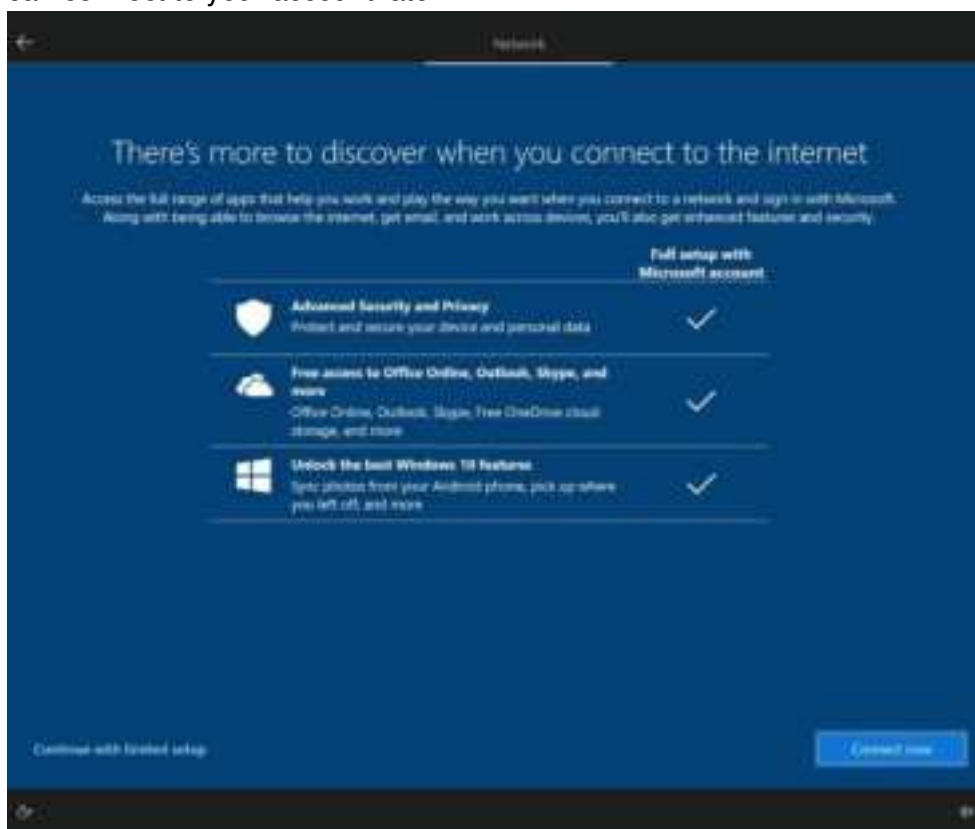 Network
There's more to discover when you connect to the internet
Access the full range of apps that help you work and play the way you want when you connect to a network and sign in with Microsoft.
Along with being able to browse the internet, get email, and work across devices, you'll also get enhanced features and security.
Full setup with
Microsoft account
Advanced Security and Privacy
Protect and secure your device and personal data
Free access to Office Online, Outlook, Skype, and
more
Office Online, Outlook, Skype, Free OneDrive cloud
storage, and more
Unlock the best Windows 10 features
Sync photos from your Android phone, pick up where
you left off, and more
Continue with limited setup
Connect now